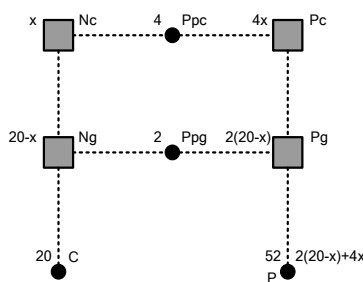 x Nc 4 Ppc 4x Pc
20-x Ng 2 Ppg 2(20-x) Pg
20 C 52 2(20-x)+4x
P